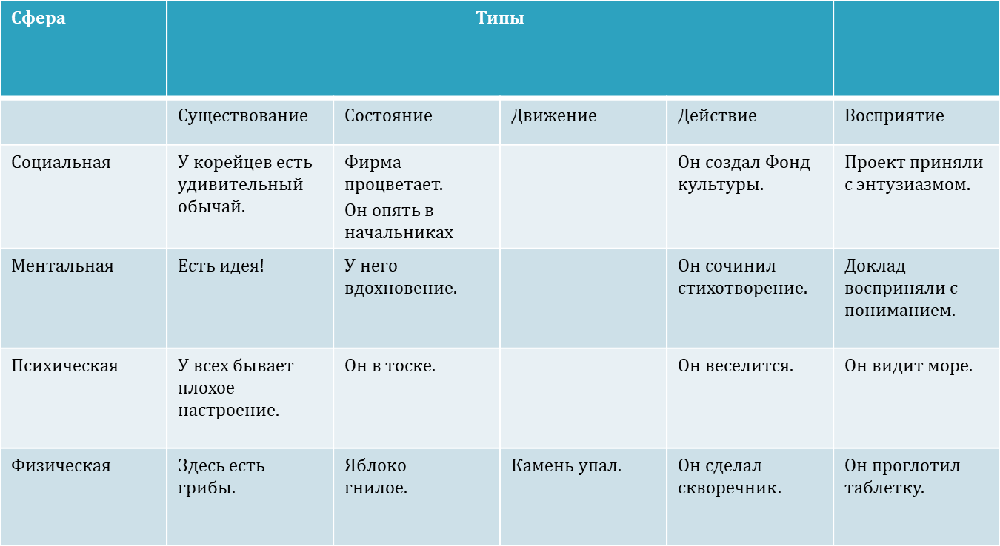 Сфера
Типы
Существование
Состояние
Движение
Действие
Восприятие
Социальная
У корейцев есть
удивительный
обычай.
Фирма
процветает.
Он опять в
начальниках
Он создал Фонд
культуры.
Проект приняли
с энтузиазмом.
Ментальная
Есть идея!
У него
вдохновение.
Он сочинил
стихотворение.
Доклад
восприняли с
пониманием.
Психическая
У всех бывает
плохое
настроение.
Он в тоске.
Он веселится.
Он видит море.
Физическая
Здесь есть
грибы.
Яблоко
гнилое.
Камень упал.
Он сделал
скворечник.
Он проглотил
таблетку.